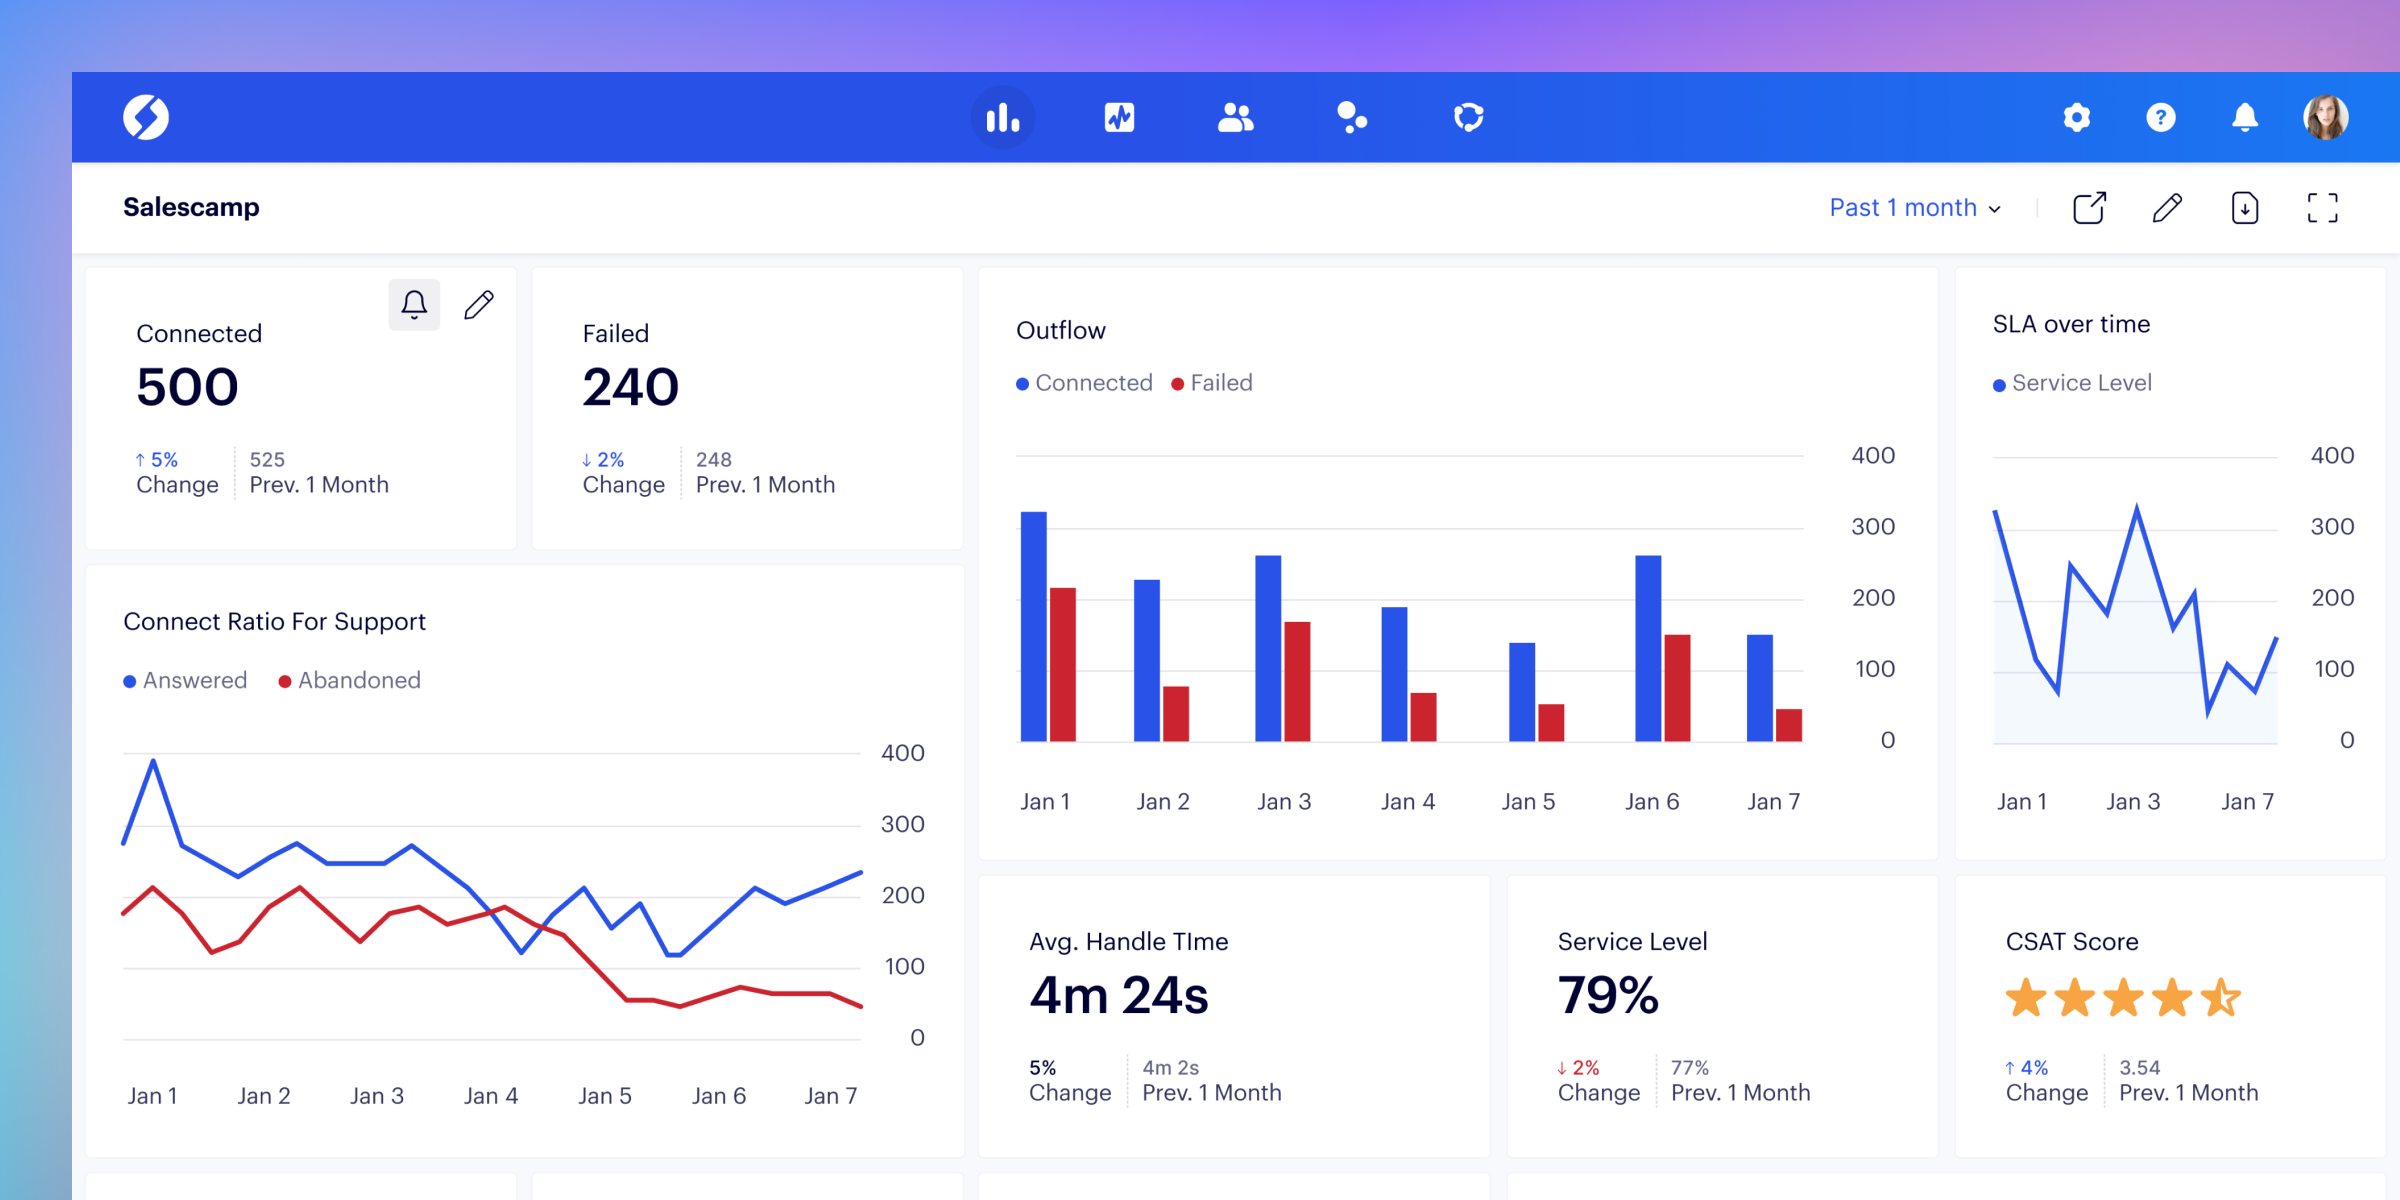 Salescamp
Past 1 month
Connected
500
↑ 5%
Change
525
Prev. 1 Month
Failed
240
↓ 2%
Change
248
Prev. 1 Month
Outflow
Connected
Failed
400
300
200
100
0
Jan 1
Jan 2
Jan 3
Jan 4
Jan 5
Jan 6
Jan 7
SLA over time
Service Level
400
300
200
100
0
Jan 1
Jan 3
Jan 7
Connect Ratio For Support
Answered
Abandoned
400
300
200
100
0
Jan 1
Jan 2
Jan 3
Jan 4
Jan 5
Jan 6
Jan 7
Avg. Handle TIme
4m 24s
5%
Change
4m 2s
Prev. 1 Month
Service Level
79%
↓ 2%
Change
77%
Prev. 1 Month
CSAT Score
↑ 4%
Change
3.54
Prev. 1 Month